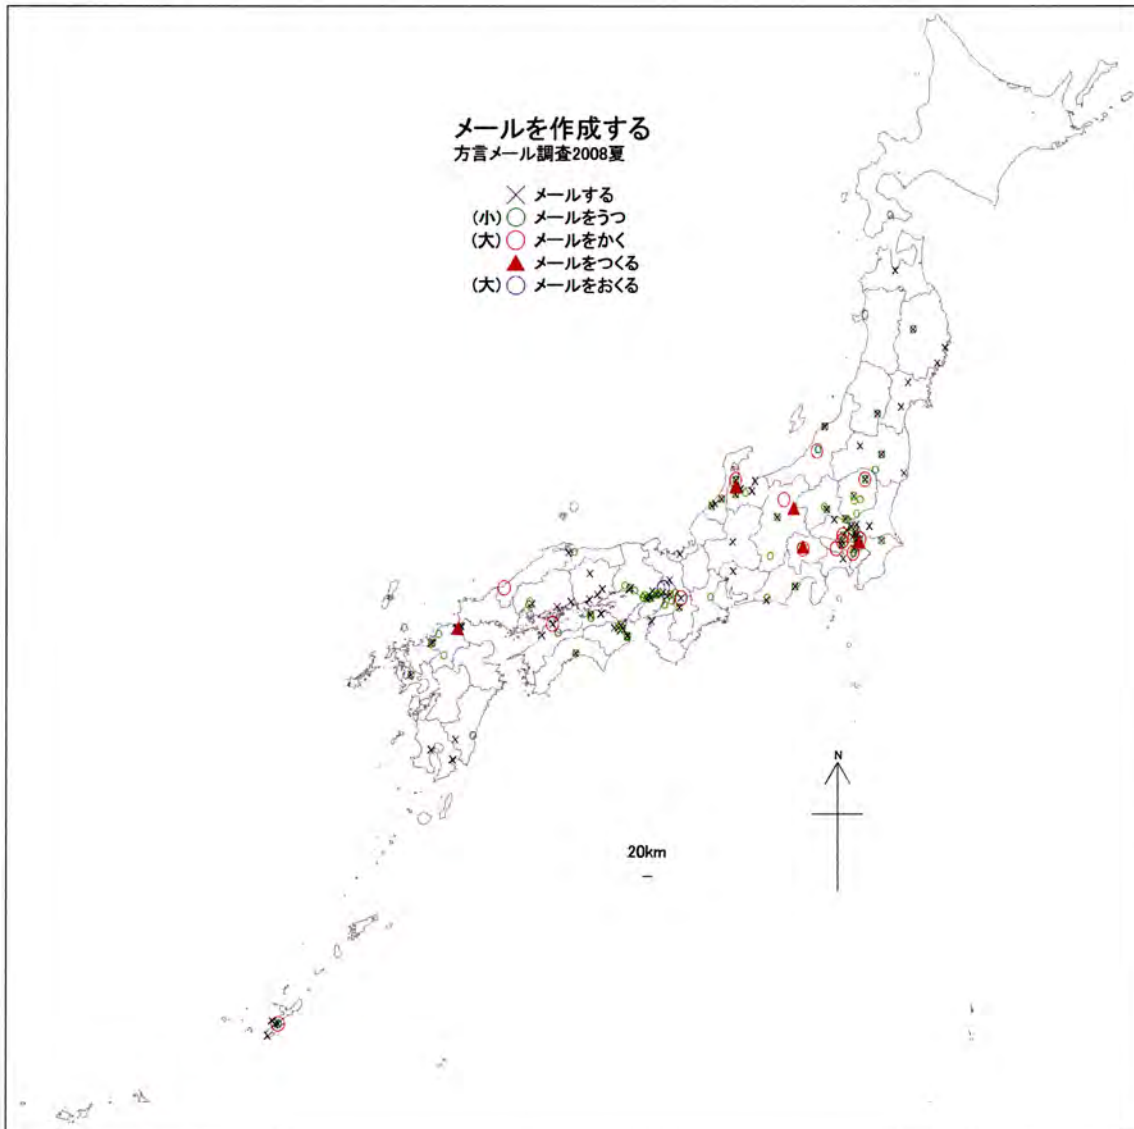 メールを作成する
方言メール調査2008夏
× メールする
(小)○ メールをうつ
(大)○ メールをかく
▲ メールをつくる
(大)○ メールをおくる
N
20km